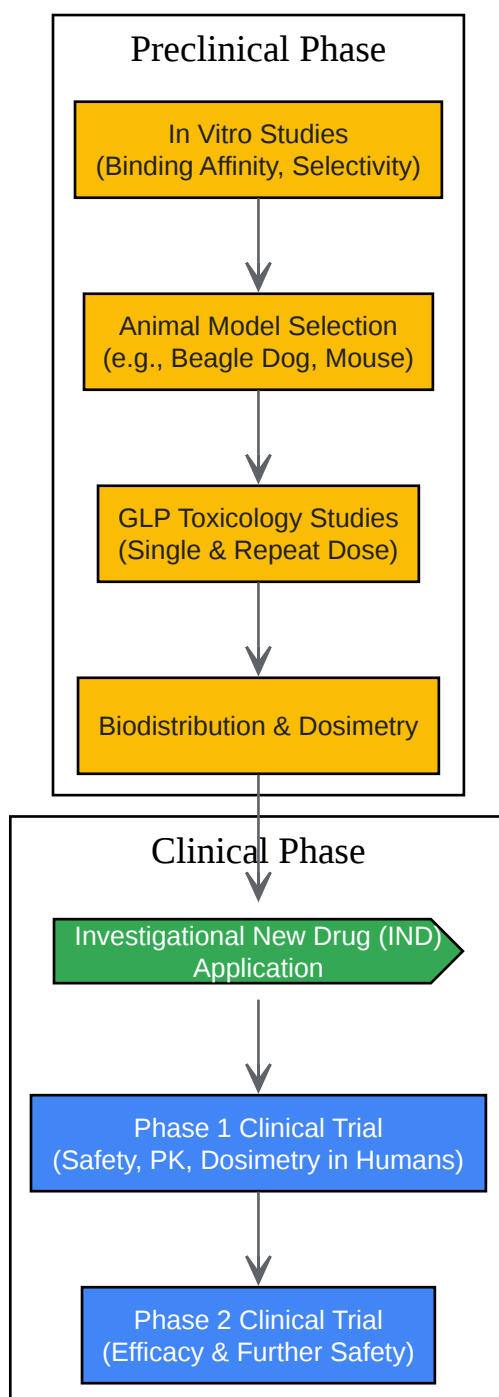 Preclinical Phase
In Vitro Studies
(Binding Affinity, Selectivity)
Animal Model Selection
(e.g., Beagle Dog, Mouse)
GLP Toxicology Studies
(Single & Repeat Dose)
Biodistribution & Dosimetry
Clinical Phase
Investigational New Drug (IND)
Application
Phase 1 Clinical Trial
(Safety, PK, Dosimetry in Humans)
Phase 2 Clinical Trial
(Efficacy & Further Safety)